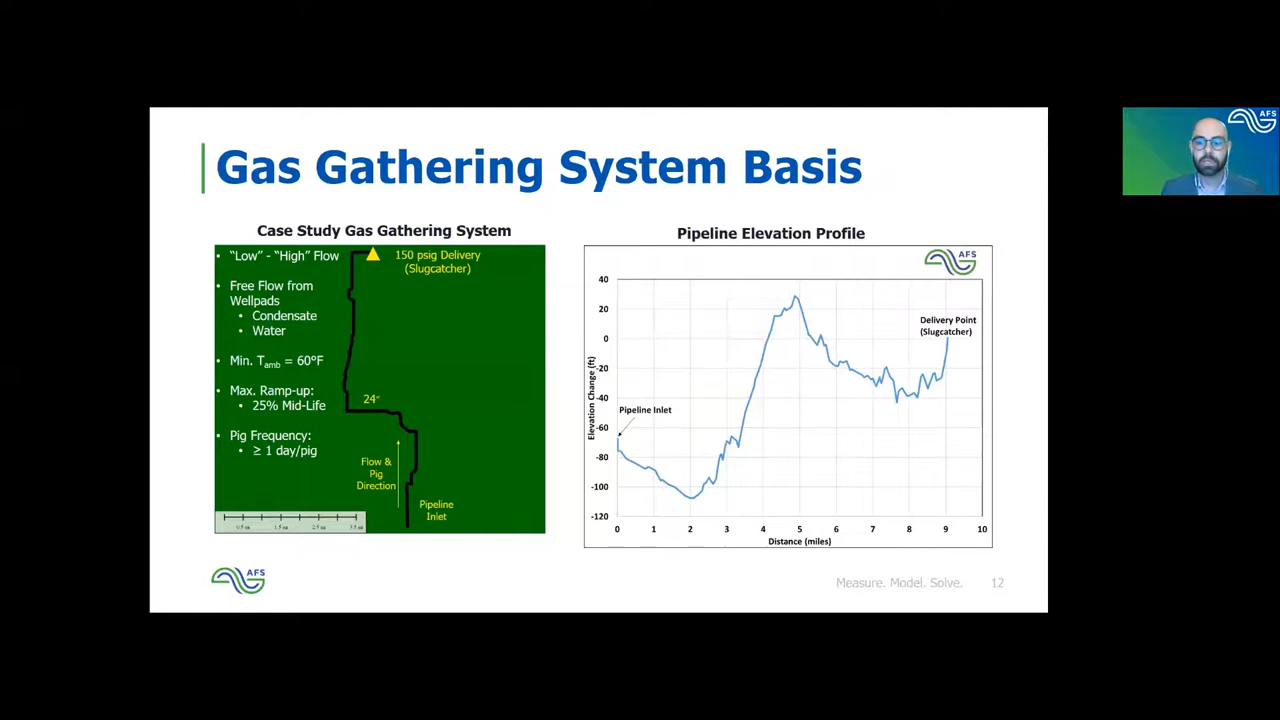 AFS
Gas Gathering System Basis
Case Study Gas Gathering System
• "Low" - "High" Flow
• Free Flow from
Wellpads
• Condensate
• Water
• Min. Tamb = 60°F
• Max. Ramp-up:
• 25% Mid-Life
• Pig Frequency:
• ≥ 1 day/pig
150 psig Delivery
(Slugcatcher)
24"
Flow &
Pig
Direction
Pipeline
Inlet
Pipeline Elevation Profile
AFS
Elevation Change (ft)
40
20
0
-20
-40
-60
-80
-100
-120
Pipeline Inlet
Delivery Point
(Slugcatcher)
0 1 2 3 4 5 6 7 8 9 10
Distance (miles)
AFS
Measure. Model. Solve. 12